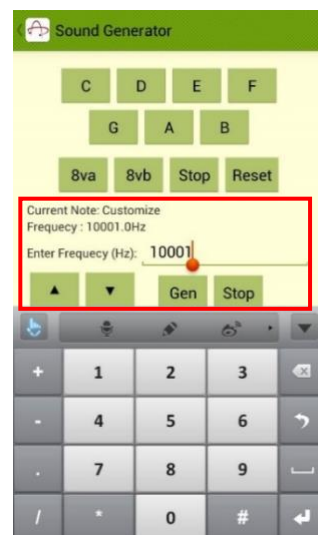 Sound Generator
C D E F
G A B
8va 8vb Stop Reset
Current Note: Customize
Frequecy : 10001.0Hz
Enter Frequecy (Hz): 10001
▲ ▼ Gen Stop
+ 1 2 3
- 4 5 6
. 7 8 9
/ * 0 #